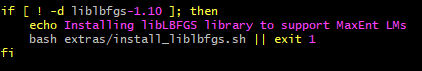 if [ ! -d liblbfgs-1.10 ]; then
    echo Installing libLBFGS library to support MaxEnt LMs
    bash extras/install_liblbfgs.sh || exit 1
fi